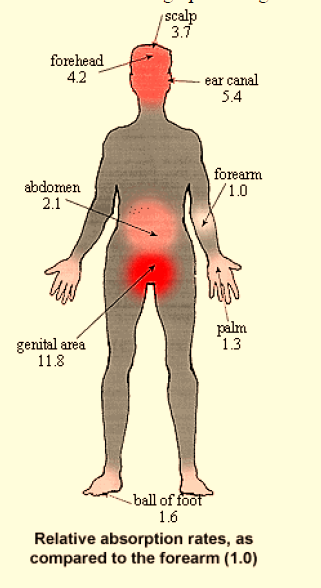 scalp
3.7
forehead
4.2
ear canal
5.4
abdomen
2.1
forearm
1.0
palm
1.3
genital area
11.8
ball of foot
1.6
Relative absorption rates, as
compared to the forearm (1.0)